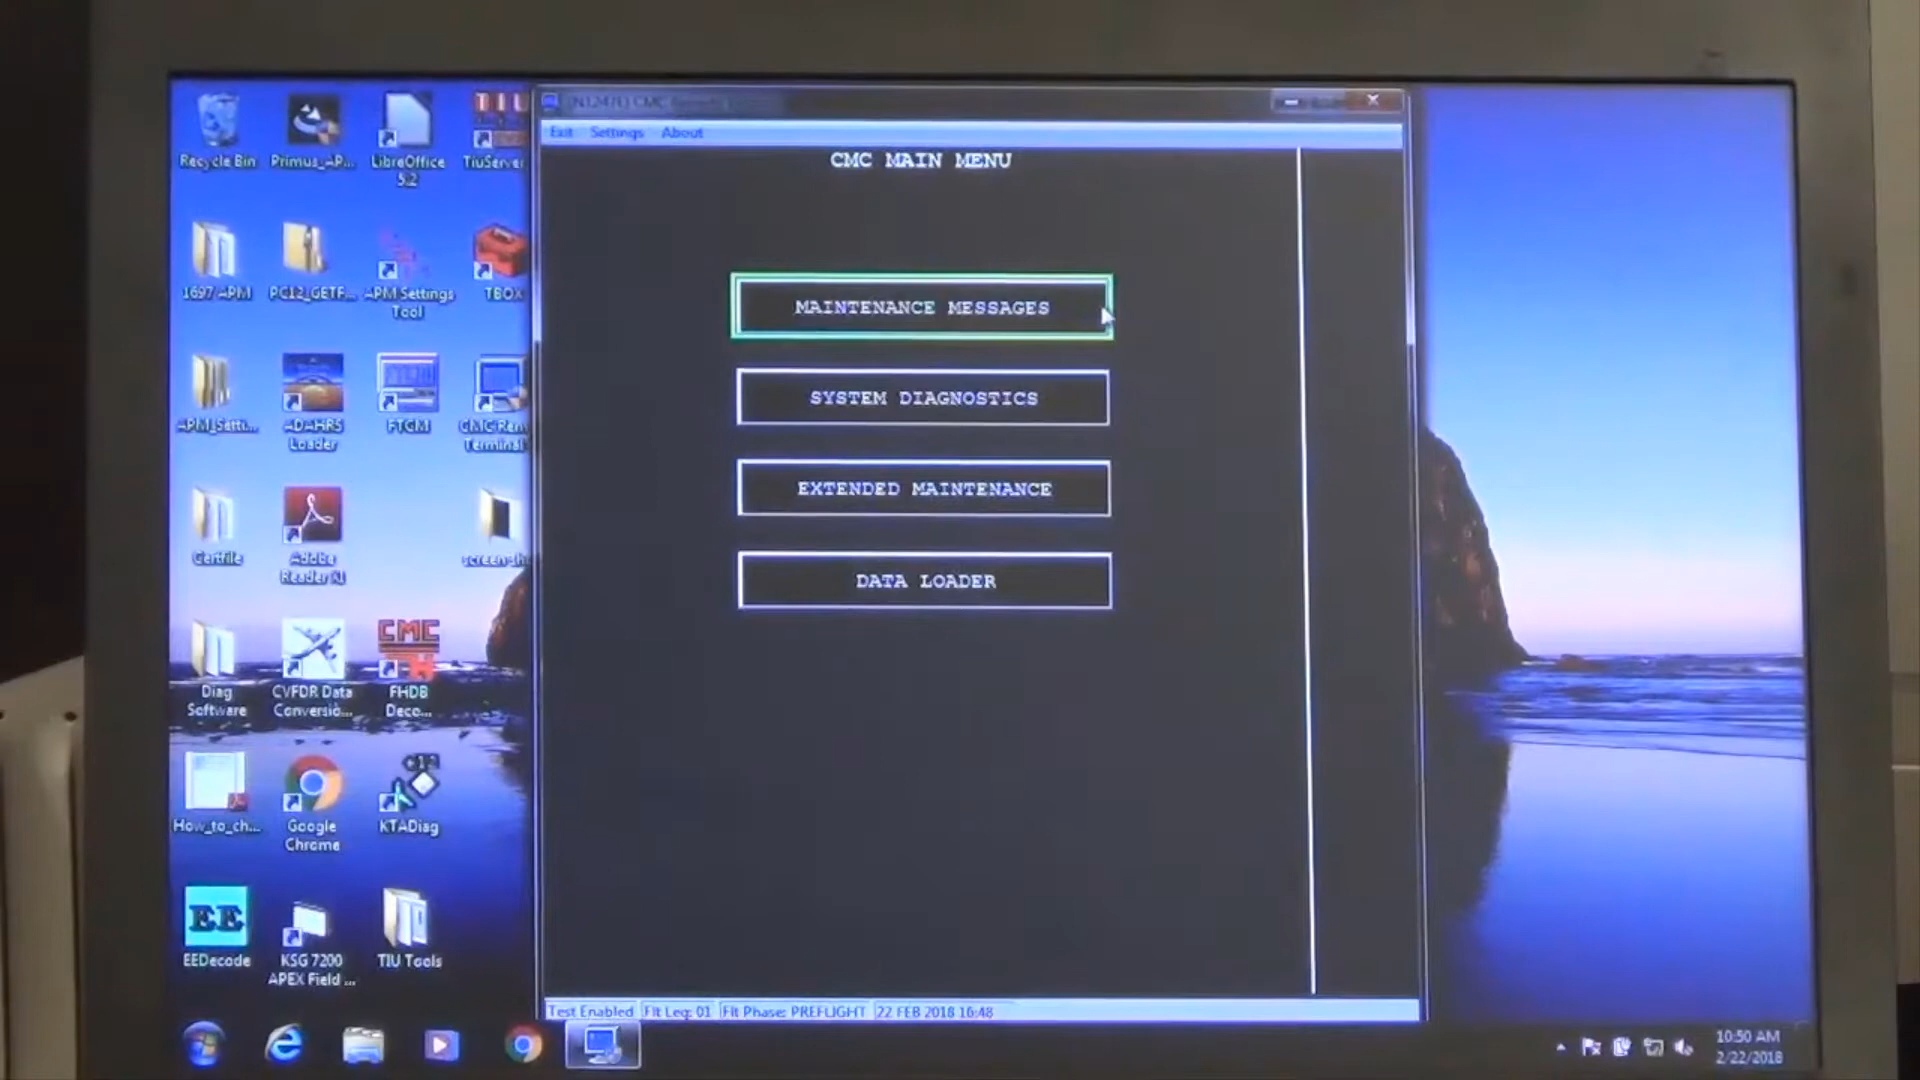 Recycle Bin
Primus_AP...
LibreOffice
5.2
TIU
TiuServer
1697 APM
PC12_GETF...
APM Settings
Tool
TBOX
APM_Setti...
ADAHRS
Loader
FTGM
Terminal
Certfile
Adobe
Reader XI
Diag
Software
CVFDR Data
Conversio...
CMC
FHDB
Deco...
How_to_ch...
Google
Chrome
KTADiag
EE
EEDecode
KSG 7200
APEX Field ...
TIU Tools
Exit Settings About
CMC MAIN MENU
MAINTENANCE MESSAGES
SYSTEM DIAGNOSTICS
EXTENDED MAINTENANCE
DATA LOADER
Test Enabled Flt Leg: 01 Flt Phase: PREFLIGHT 22 FEB 2018 16:48
10:50 AM
2/22/2018